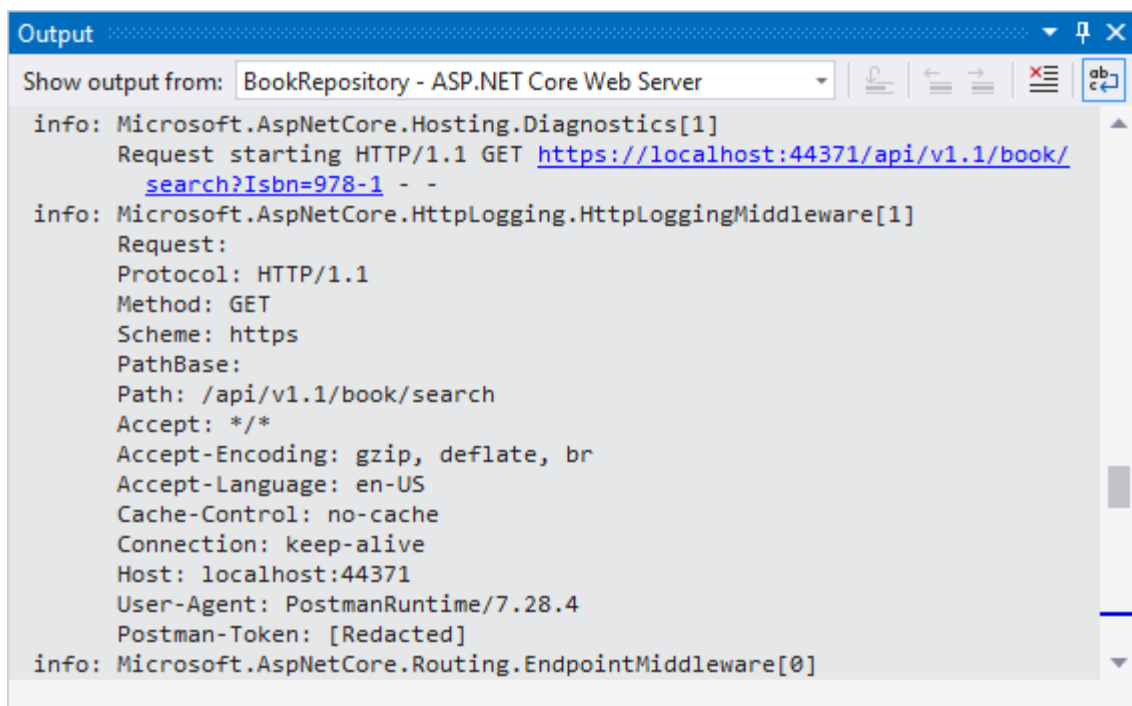 Output
Show output from: BookRepository - ASP.NET Core Web Server
info: Microsoft.AspNetCore.Hosting.Diagnostics[1]
Request starting HTTP/1.1 GET https://localhost:44371/api/v1.1/book/
search?Isbn=978-1 - -
info: Microsoft.AspNetCore.HttpLogging.HttpLoggingMiddleware[1]
Request:
Protocol: HTTP/1.1
Method: GET
Scheme: https
PathBase:
Path: /api/v1.1/book/search
Accept: */*
Accept-Encoding: gzip, deflate, br
Accept-Language: en-US
Cache-Control: no-cache
Connection: keep-alive
Host: localhost:44371
User-Agent: PostmanRuntime/7.28.4
Postman-Token: [Redacted]
info: Microsoft.AspNetCore.Routing.EndpointMiddleware[0]